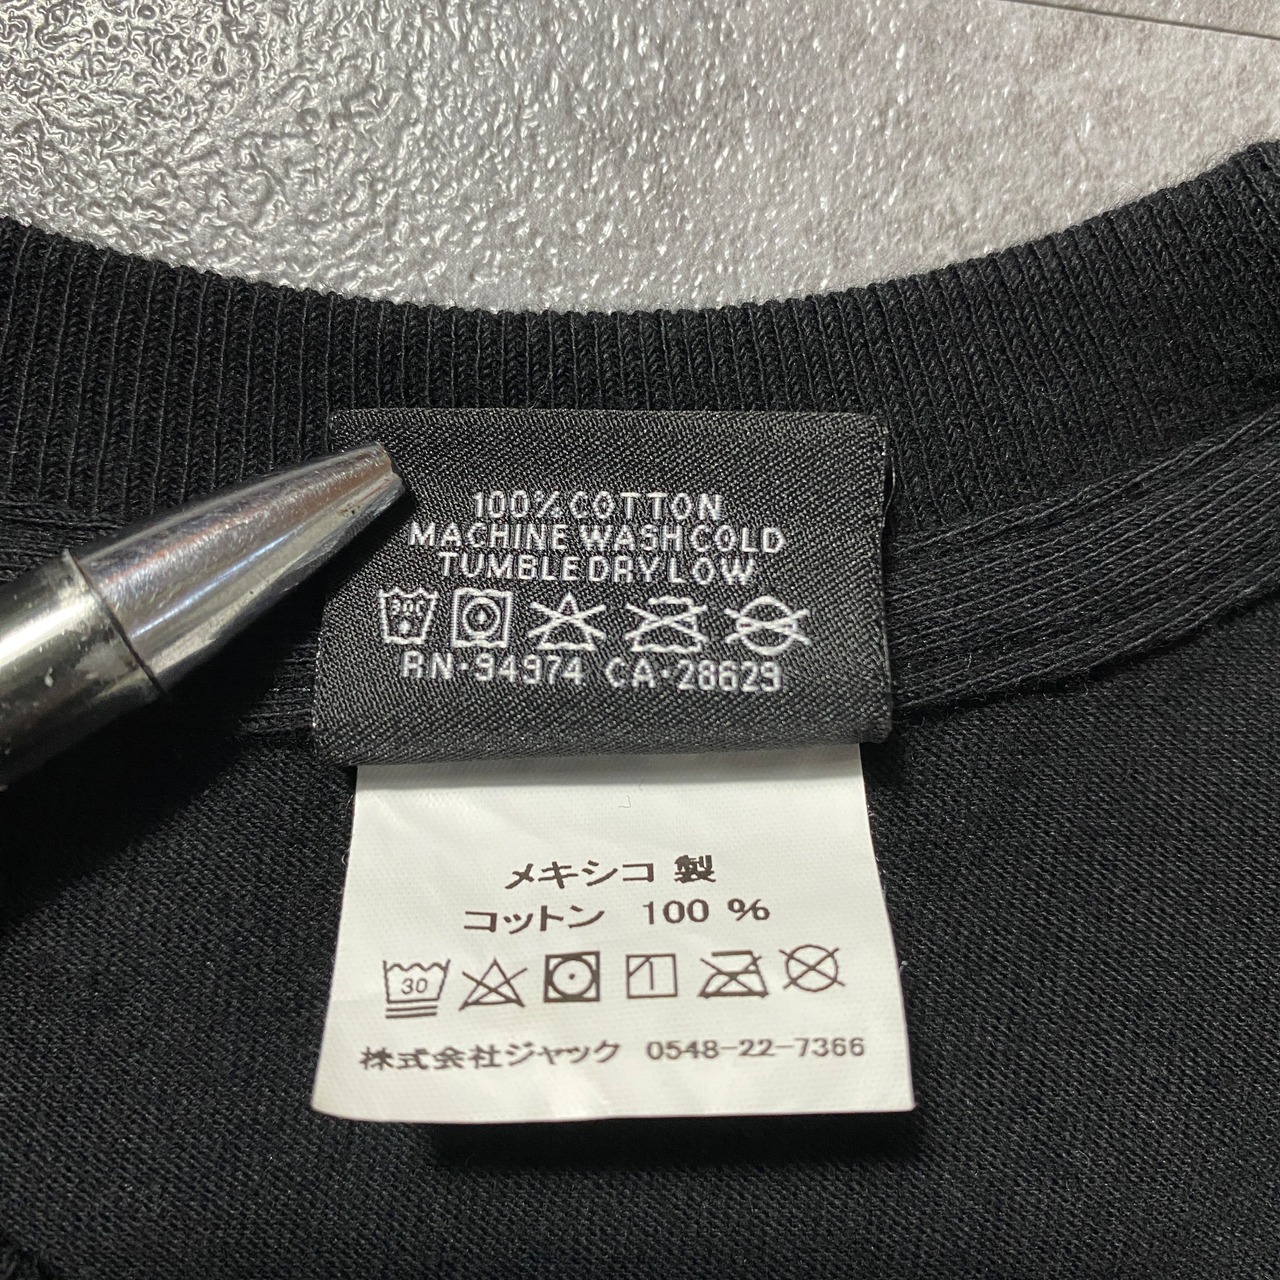 100% COTTON
MACHINE WASH COLD
TUMBLE DRY LOW
RN·94974 CA·28629
メキシコ 製
コットン 100 %
30
株式会社ジャック 0548-22-7366